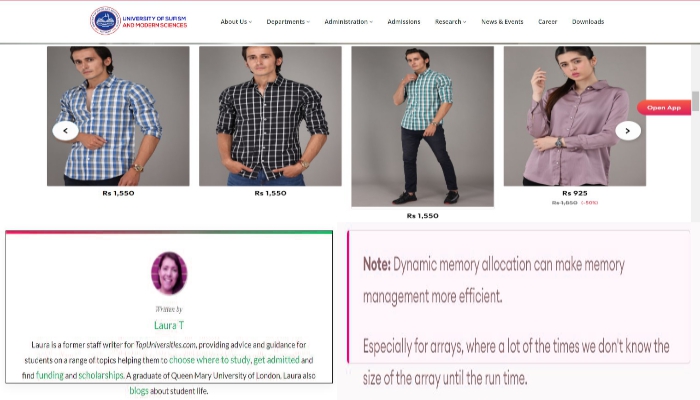 UNIVERSITY OF SUFISM
AND MODERN SCIENCES
About Us Departments Administration Admissions Research News & Events Career Downloads
Open App
Rs 1,550 Rs 1,550 Rs 925
(-50%)
Rs 1,550
Written by
Laura T
Laura is a former staff writer for TopUniversities.com, providing advice and guidance for
students on a range of topics helping them to choose where to study, get admitted and
find funding and scholarships. A graduate of Queen Mary University of London, Laura also
blogs about student life.
Note: Dynamic memory allocation can make memory
management more efficient.
Especially for arrays, where a lot of the times we don't know the
size of the array until the run time.